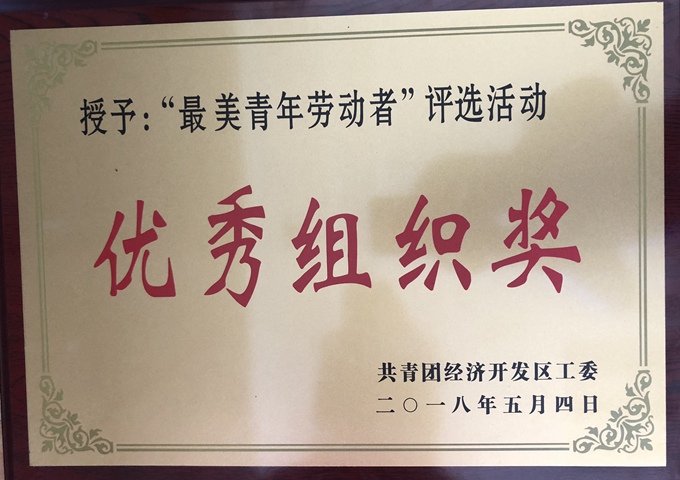 授予：“最美青年劳动者”评选活动
优秀组织奖
共青团经济开发区工委
二〇一八年五月四日